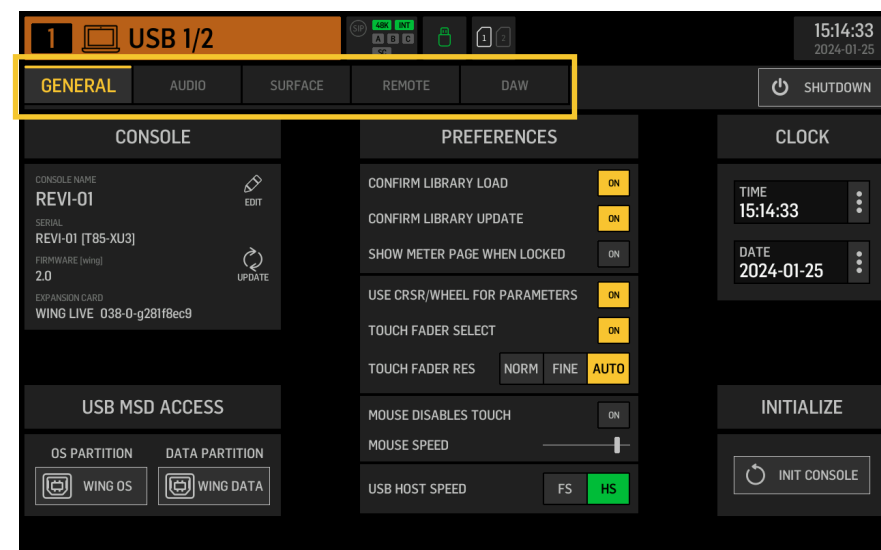 1 USB 1/2
SIP 48K INT
A B C
SC
1 2
15:14:33
2024-01-25
GENERAL AUDIO SURFACE REMOTE DAW
SHUTDOWN
CONSOLE
CONSOLE NAME
REVI-01
EDIT
SERIAL
REVI-01 [T85-XU3]
FIRMWARE [wing]
2.0
UPDATE
EXPANSION CARD
WING LIVE 038-0-g281f8ec9
USB MSD ACCESS
OS PARTITION DATA PARTITION
WING OS WING DATA
PREFERENCES
CONFIRM LIBRARY LOAD ON
CONFIRM LIBRARY UPDATE ON
SHOW METER PAGE WHEN LOCKED ON
USE CRSR/WHEEL FOR PARAMETERS ON
TOUCH FADER SELECT ON
TOUCH FADER RES NORM FINE AUTO
MOUSE DISABLES TOUCH ON
MOUSE SPEED
USB HOST SPEED FS HS
CLOCK
TIME
15:14:33
DATE
2024-01-25
INITIALIZE
INIT CONSOLE